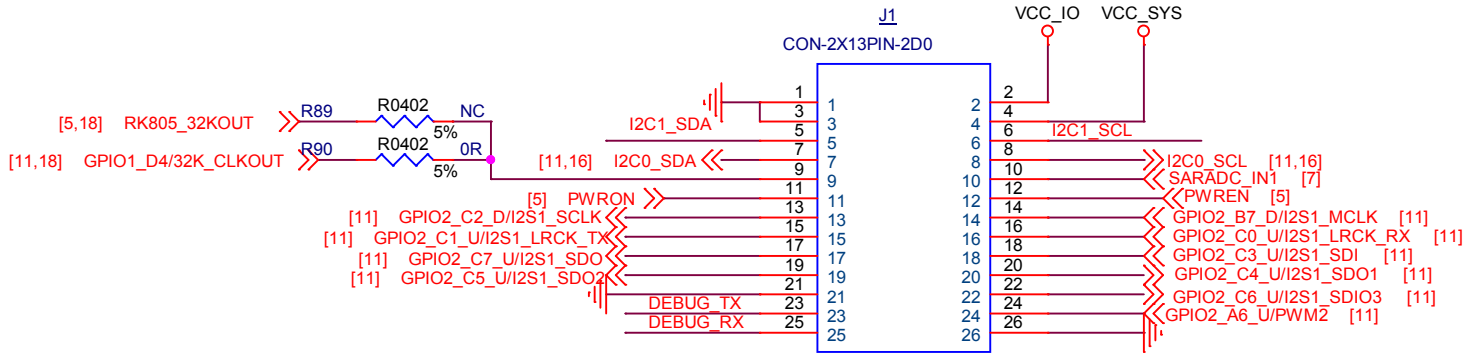 J1
VCC_IO VCC_SYS
CON-2X13PIN-2D0
1 1 2 2
R89 R0402 NC
3 3 4 4
[5,18] RK805_32KOUT 5%
I2C1_SDA 5 5 6 6 I2C1_SCL
R90 R0402 0R
[11,18] GPIO1_D4/32K_CLKOUT 5%
[11,16] I2C0_SDA 7 7 8 8 I2C0_SCL [11,16]
9 9 10 10 SARADC_IN1 [7]
[5] PWRON 11 11 12 12 PWREN [5]
[11] GPIO2_C2_D/I2S1_SCLK 13 13 14 14 GPIO2_B7_D/I2S1_MCLK [11]
[11] GPIO2_C1_U/I2S1_LRCK_TX 15 15 16 16 GPIO2_C0_U/I2S1_LRCK_RX [11]
[11] GPIO2_C7_U/I2S1_SDO 17 17 18 18 GPIO2_C3_U/I2S1_SDI [11]
[11] GPIO2_C5_U/I2S1_SDO2 19 19 20 20 GPIO2_C4_U/I2S1_SDO1 [11]
21 21 22 22 GPIO2_C6_U/I2S1_SDIO3 [11]
DEBUG_TX 23 23 24 24 GPIO2_A6_U/PWM2 [11]
DEBUG_RX 25 25 26 26